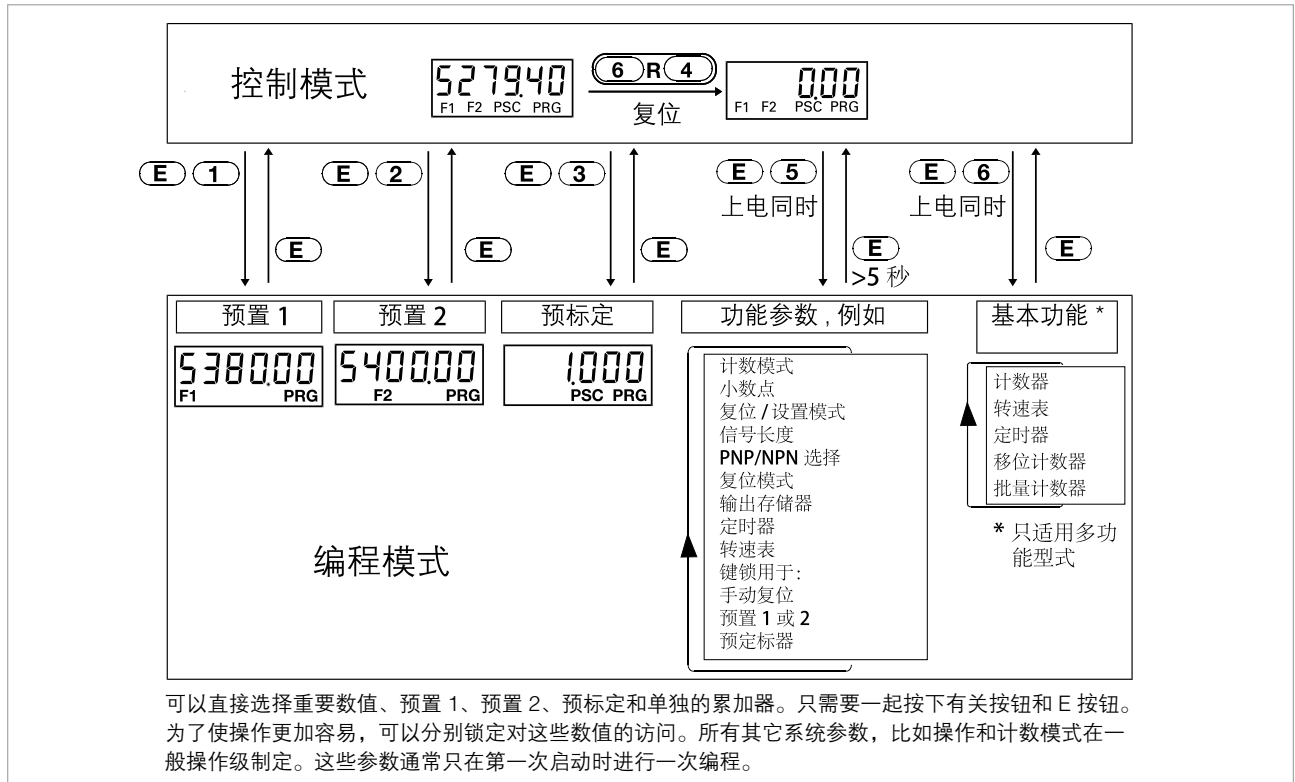 控制模式
5279.40
F1 F2 PSC PRG
6 R 4
复位
0.00
F1 F2 PSC PRG
E 1
E 2
E 3
E 5
上电同时
E 6
上电同时
E
E
E
E
>5 秒
E
预置 1
预置 2
预标定
功能参数 , 例如
基本功能 *
5380.00
F1 PRG
5400.00
F2 PRG
1.000
PSC PRG
计数模式
小数点
复位 / 设置模式
信号长度
PNP/NPN 选择
复位模式
输出存储器
定时器
转速表
键锁用于:
手动复位
预置 1 或 2
预定标器
计数器
转速表
定时器
移位计数器
批量计数器
* 只适用多功
能型式
编程模式
可以直接选择重要数值、预置 1、预置 2、预标定和单独的累加器。只需要一起按下有关按钮和 E 按钮。
为了使操作更加容易，可以分别锁定对这些数值的访问。所有其它系统参数，比如操作和计数模式在一
般操作级制定。这些参数通常只在第一次启动时进行一次编程。